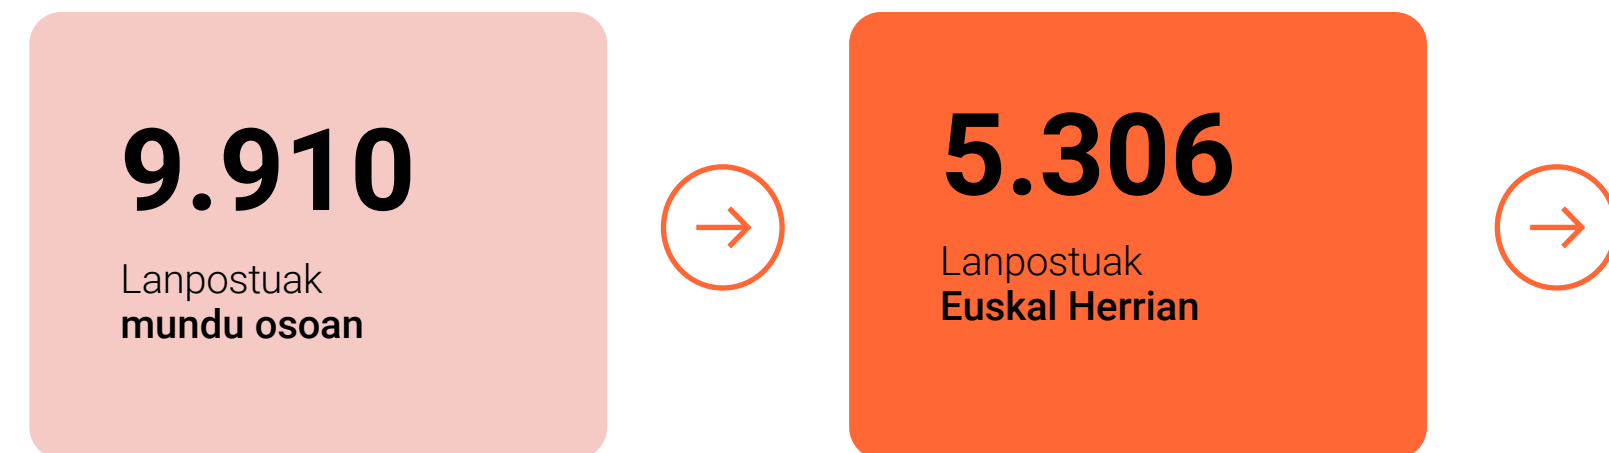 9.910
Lanpostuak
mundu osoan
5.306
Lanpostuak
Euskal Herrian